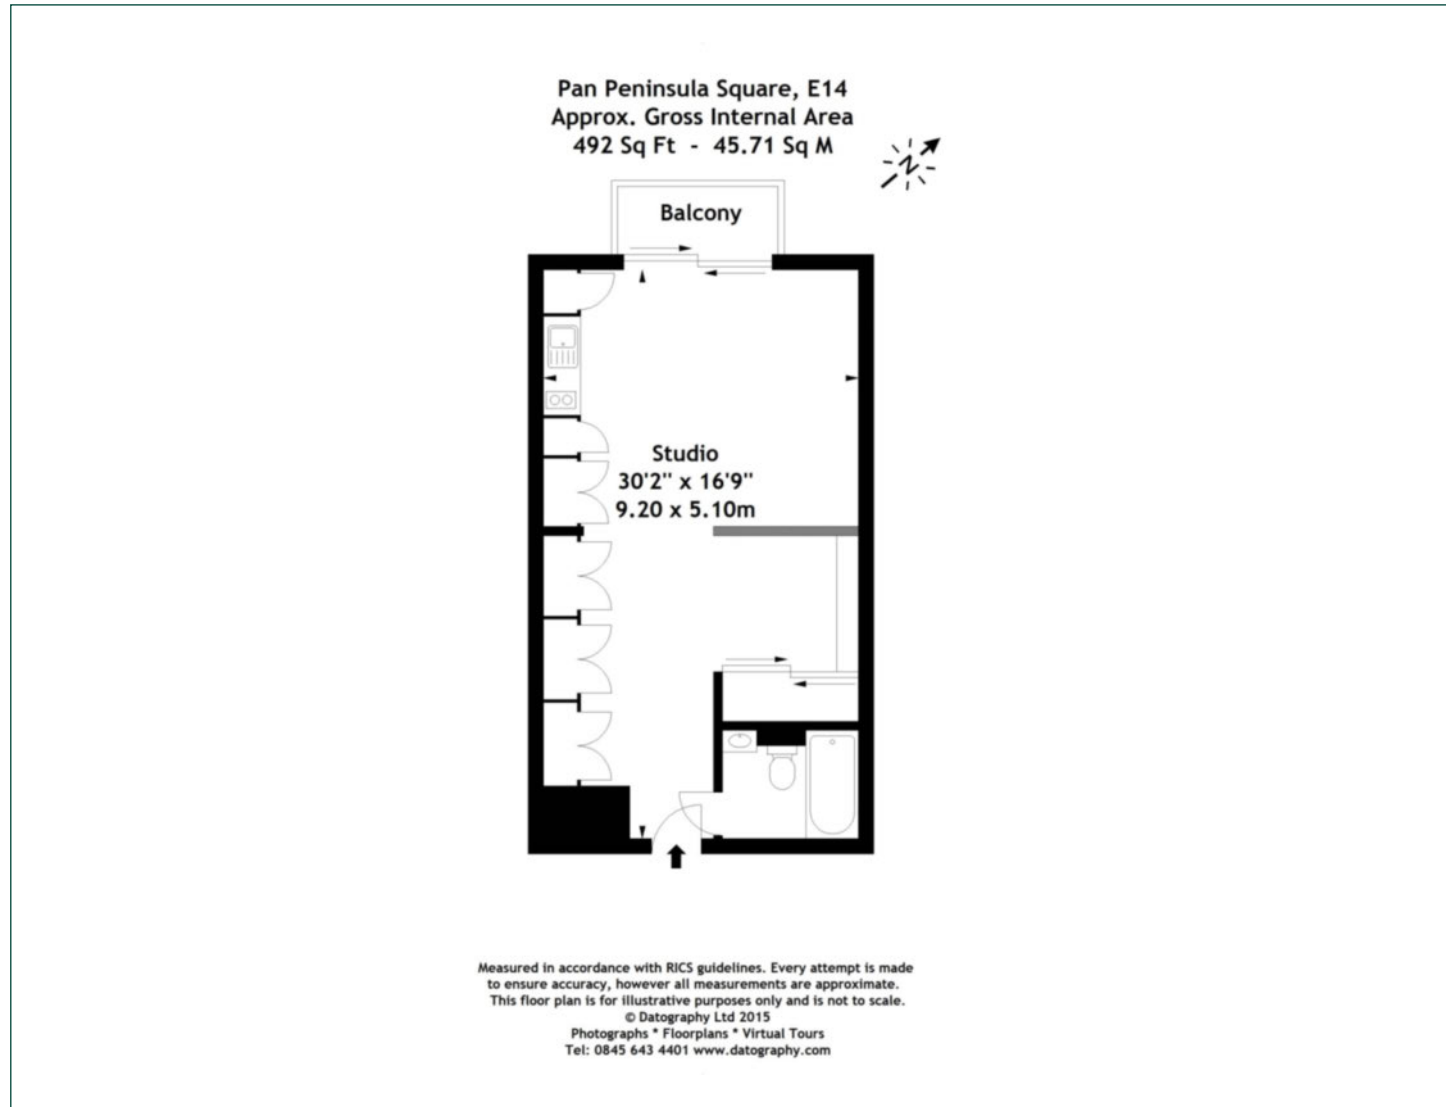 Pan Peninsula Square, E14
Approx. Gross Internal Area
492 Sq Ft - 45.71 Sq M
N
Balcony
Studio
30'2" x 16'9"
9.20 x 5.10m
Measured in accordance with RICS guidelines. Every attempt is made
to ensure accuracy, however all measurements are approximate.
This floor plan is for illustrative purposes only and is not to scale.
© Datography Ltd 2015
Photographs * Floorplans * Virtual Tours
Tel: 0845 643 4401 www.datography.com